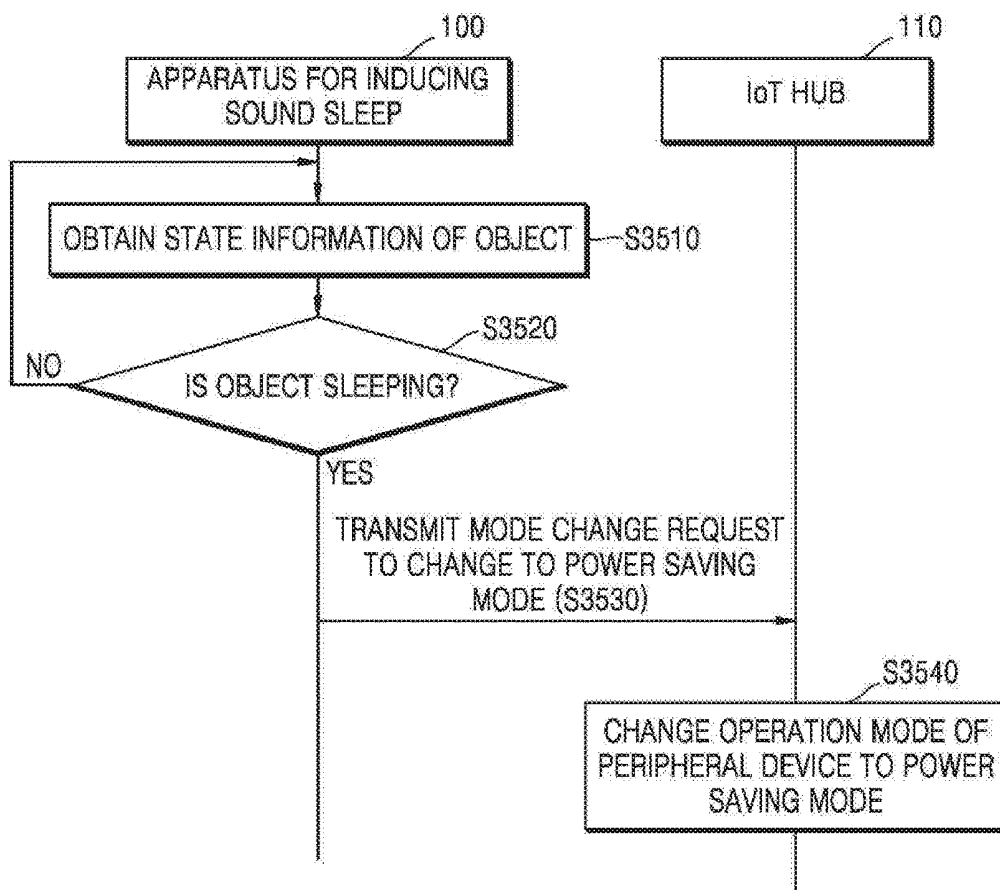 100
110
APPARATUS FOR INDUCING
SOUND SLEEP
IoT HUB
OBTAIN STATE INFORMATION OF OBJECT
S3510
S3520
NO
IS OBJECT SLEEPING?
YES
TRANSMIT MODE CHANGE REQUEST
TO CHANGE TO POWER SAVING
MODE (S3530)
S3540
CHANGE OPERATION MODE OF
PERIPHERAL DEVICE TO POWER
SAVING MODE